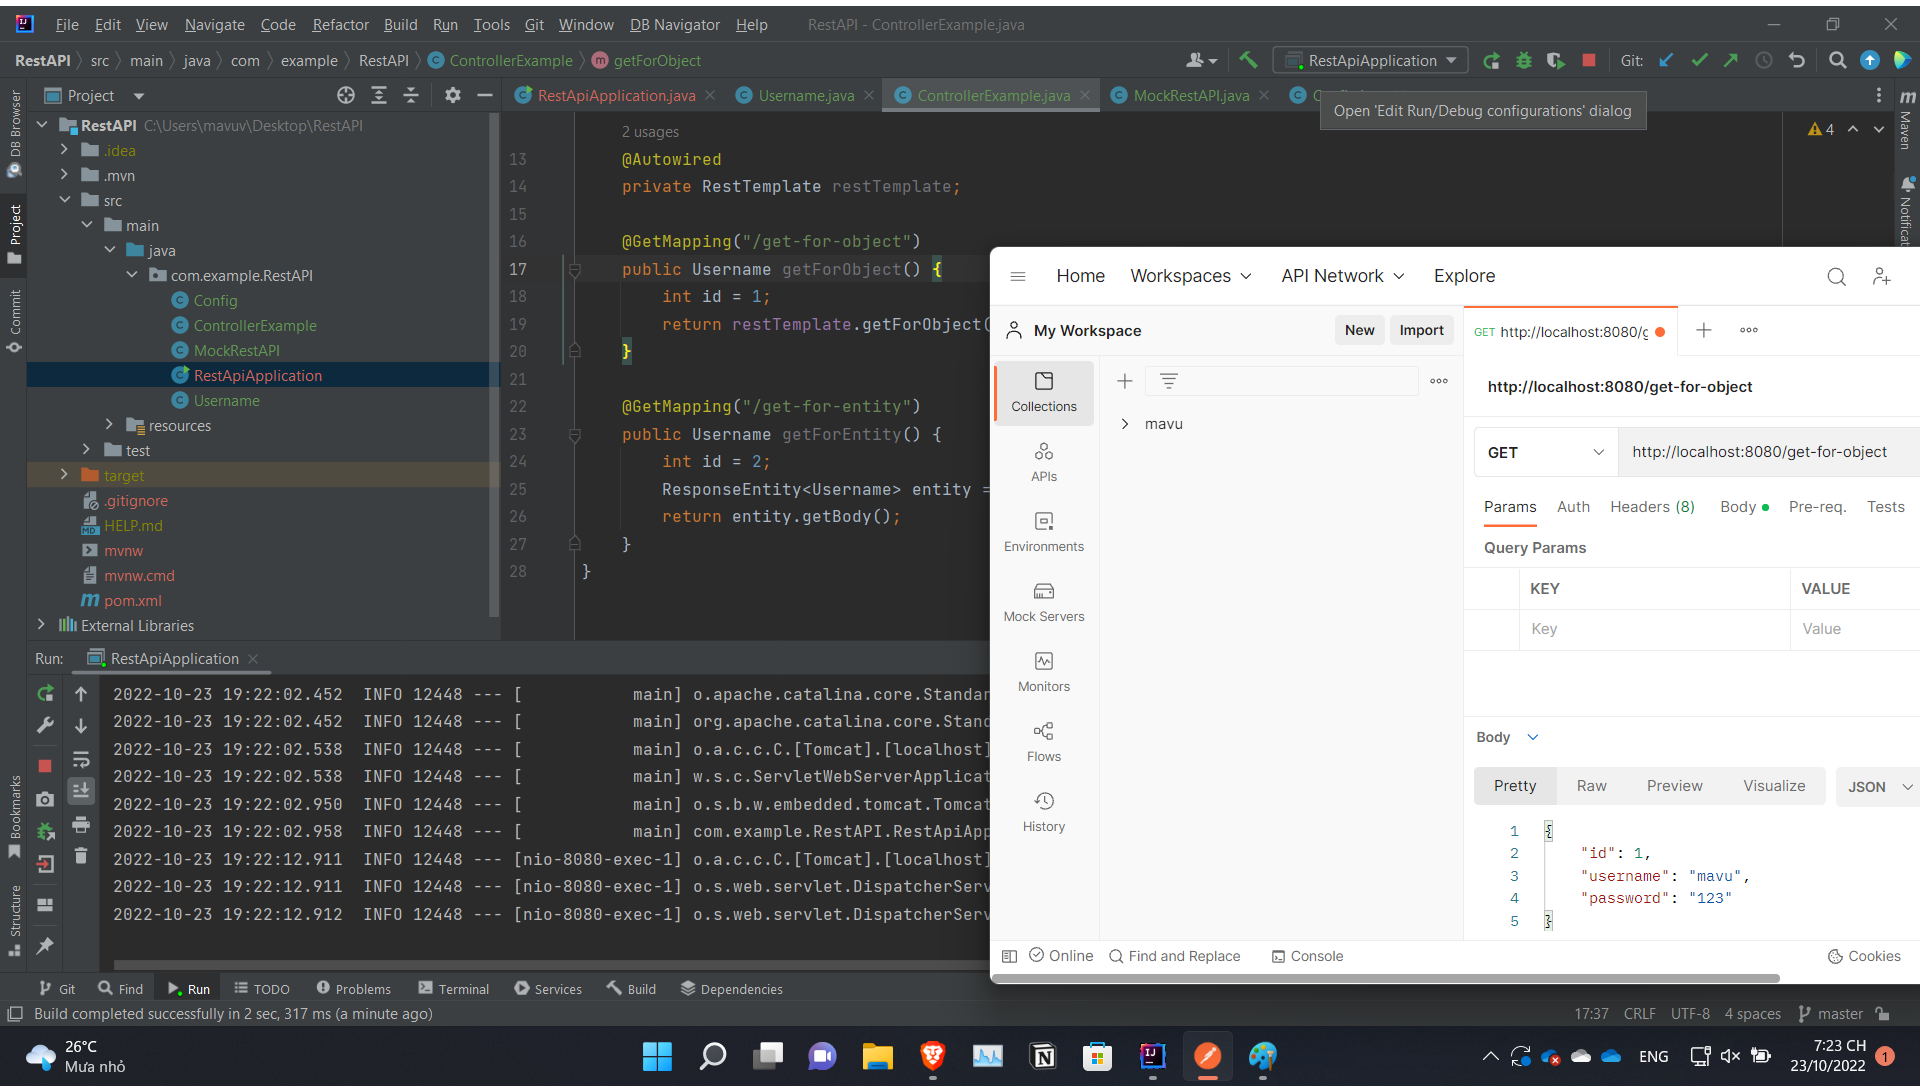 File Edit View Navigate Code Refactor Build Run Tools Git Window DB Navigator Help RestAPI - ControllerExample.java
RestAPI src main java com example RestAPI ControllerExample getForObject RestApiApplication Git:
Project
RestApiApplication.java Username.java ControllerExample.java MockRestAPI.java
Open 'Edit Run/Debug configurations' dialog
RestAPI C:\Users\mavuv\Desktop\RestAPI
.idea
.mvn
src
main
java
com.example.RestAPI
Config
ControllerExample
MockRestAPI
RestApiApplication
Username
resources
test
target
.gitignore
HELP.md
mvnw
mvnw.cmd
pom.xml
External Libraries
DB Browser
Project
Commit
Bookmarks
Structure
Maven
4
2 usages
13 @Autowired
14 private RestTemplate restTemplate;
15
16 @GetMapping("/get-for-object")
17 public Username getForObject() {
18 int id = 1;
19 return restTemplate.getForObject(
20 }
21
22 @GetMapping("/get-for-entity")
23 public Username getForEntity() {
24 int id = 2;
25 ResponseEntity<Username> entity =
26 return entity.getBody();
27 }
28 }
Run: RestApiApplication
2022-10-23 19:22:02.452 INFO 12448 --- [ main] o.apache.catalina.core.Standar
2022-10-23 19:22:02.452 INFO 12448 --- [ main] org.apache.catalina.core.Stand
2022-10-23 19:22:02.538 INFO 12448 --- [ main] o.a.c.c.C.[Tomcat].[localhost]
2022-10-23 19:22:02.538 INFO 12448 --- [ main] w.s.c.ServletWebServerApplicat
2022-10-23 19:22:02.950 INFO 12448 --- [ main] o.s.b.w.embedded.tomcat.Tomcat
2022-10-23 19:22:02.958 INFO 12448 --- [ main] com.example.RestAPI.RestApiApp
2022-10-23 19:22:12.911 INFO 12448 --- [nio-8080-exec-1] o.a.c.c.C.[Tomcat].[localhost]
2022-10-23 19:22:12.911 INFO 12448 --- [nio-8080-exec-1] o.s.web.servlet.DispatcherServ
2022-10-23 19:22:12.912 INFO 12448 --- [nio-8080-exec-1] o.s.web.servlet.DispatcherServ
Home Workspaces API Network Explore
My Workspace New Import
GET http://localhost:8080/g
http://localhost:8080/get-for-object
Collections
APIs
Environments
Mock Servers
Monitors
Flows
History
mavu
GET http://localhost:8080/get-for-object
Params Auth Headers (8) Body Pre-req. Tests
Query Params
KEY VALUE
Key Value
Body
Pretty Raw Preview Visualize JSON
1 {
2 "id": 1,
3 "username": "mavu",
4 "password": "123"
5 }
Online Find and Replace Console Cookies
Git Find Run TODO Problems Terminal Services Build Dependencies
Build completed successfully in 2 sec, 317 ms (a minute ago) 17:37 CRLF UTF-8 4 spaces master
26°C
Mưa nhỏ
ENG
7:23 CH
23/10/2022
1